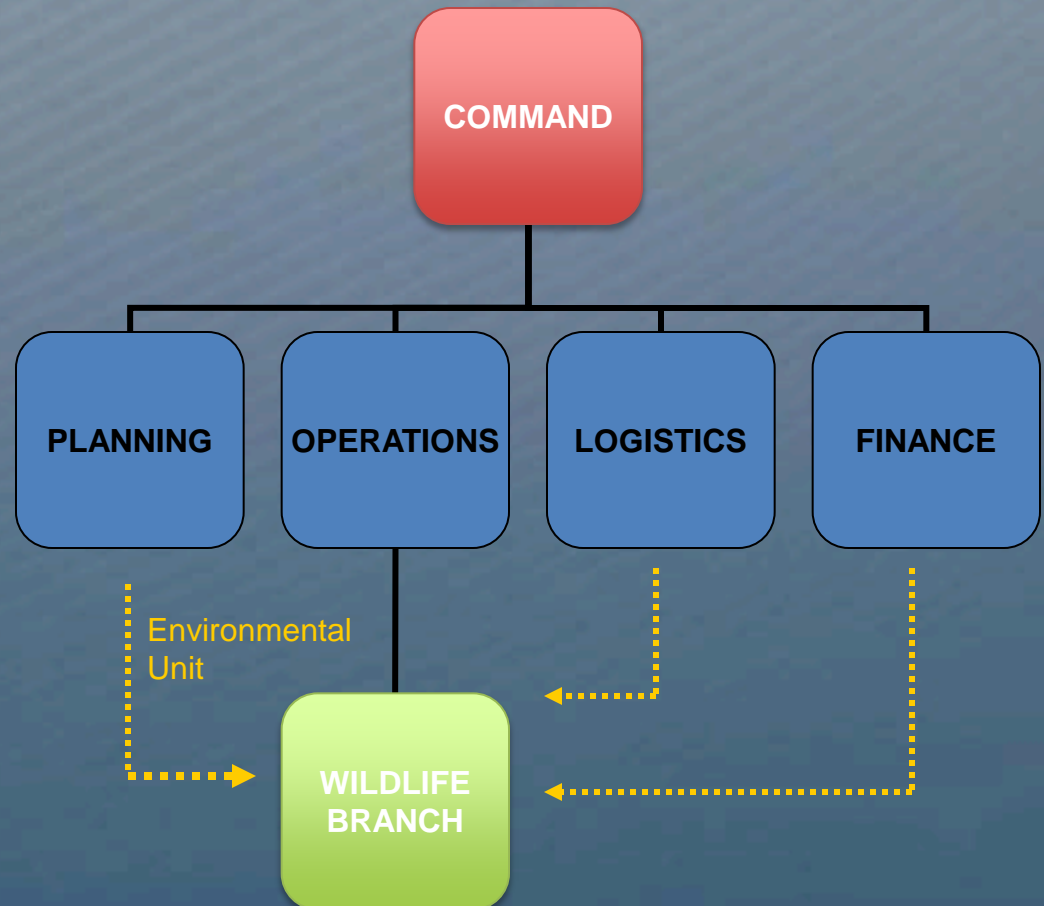 COMMAND
PLANNING
OPERATIONS
LOGISTICS
FINANCE
Environmental
Unit
WILDLIFE
BRANCH